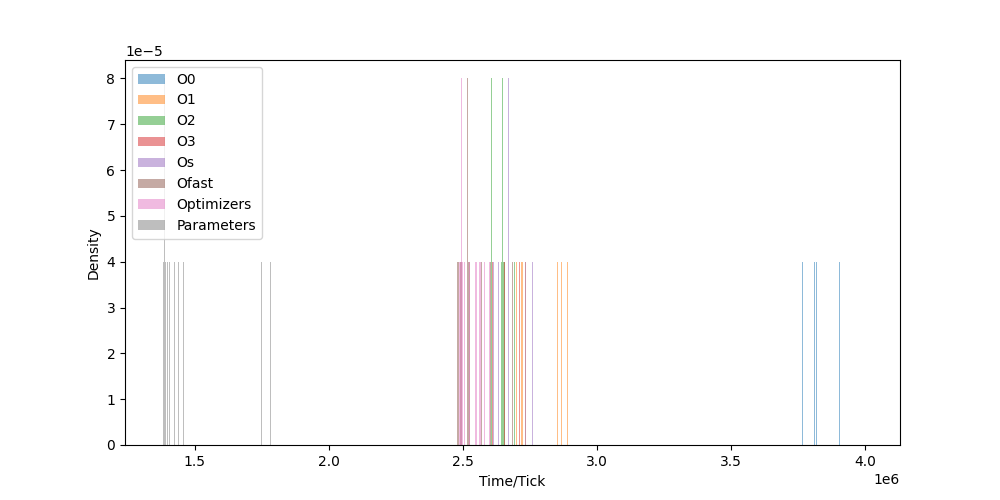 1e−5
8
7
6
5
4
3
2
1
0
Density
O0
O1
O2
O3
Os
Ofast
Optimizers
Parameters
1.5 2.0 2.5 3.0 3.5 4.0
1e6
Time/Tick